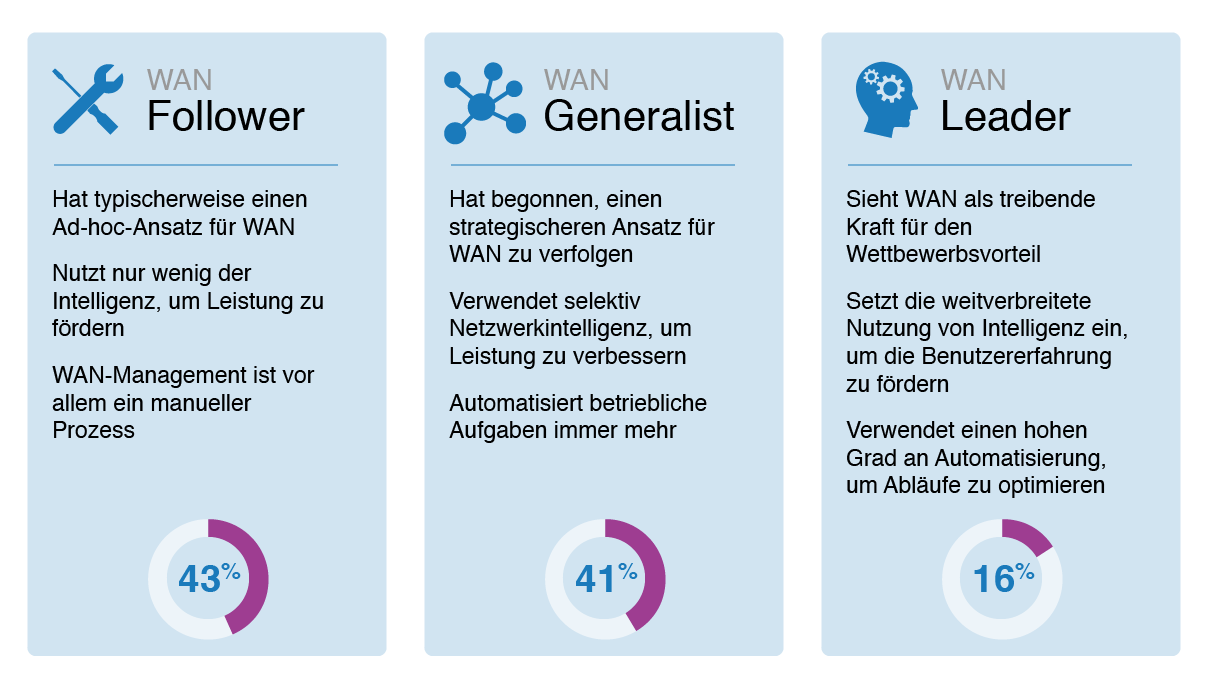 WAN
Follower
Hat typischerweise einen
Ad-hoc-Ansatz für WAN
Nutzt nur wenig der
Intelligenz, um Leistung zu
fördern
WAN-Management ist vor
allem ein manueller
Prozess
43%
WAN
Generalist
Hat begonnen, einen
strategischeren Ansatz für
WAN zu verfolgen
Verwendet selektiv
Netzwerkintelligenz, um
Leistung zu verbessern
Automatisiert betriebliche
Aufgaben immer mehr
41%
WAN
Leader
Sieht WAN als treibende
Kraft für den
Wettbewerbsvorteil
Setzt die weitverbreitete
Nutzung von Intelligenz ein,
um die Benutzererfahrung
zu fördern
Verwendet einen hohen
Grad an Automatisierung,
um Abläufe zu optimieren
16%